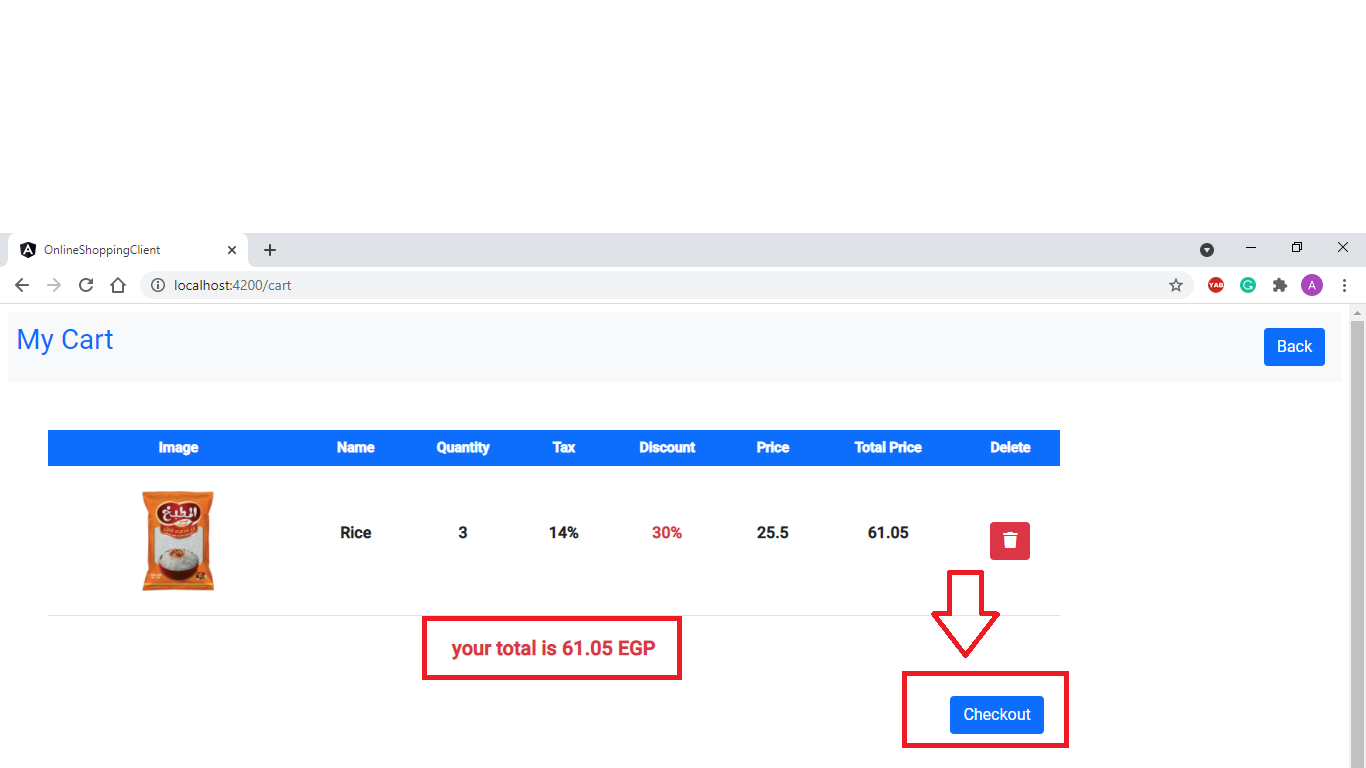 OnlineShoppingClient
localhost:4200/cart
YAB
A
My Cart
Back
Image Name Quantity Tax Discount Price Total Price Delete
المطبخ
Rice 3 14% 30% 25.5 61.05
your total is 61.05 EGP
Checkout